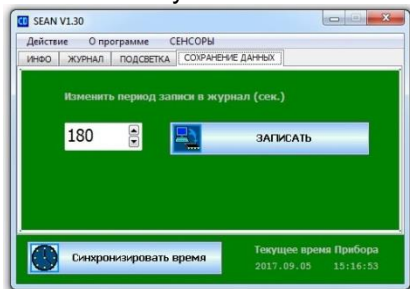 SEAN V1.30
Действие О программе СЕНСОРЫ
ИНФО ЖУРНАЛ ПОДСВЕТКА СОХРАНЕНИЕ ДАННЫХ
Изменить период записи в журнал (сек.)
180 ЗАПИСАТЬ
Синхронизировать время
Текущее время Прибора
2017.09.05 15:16:53